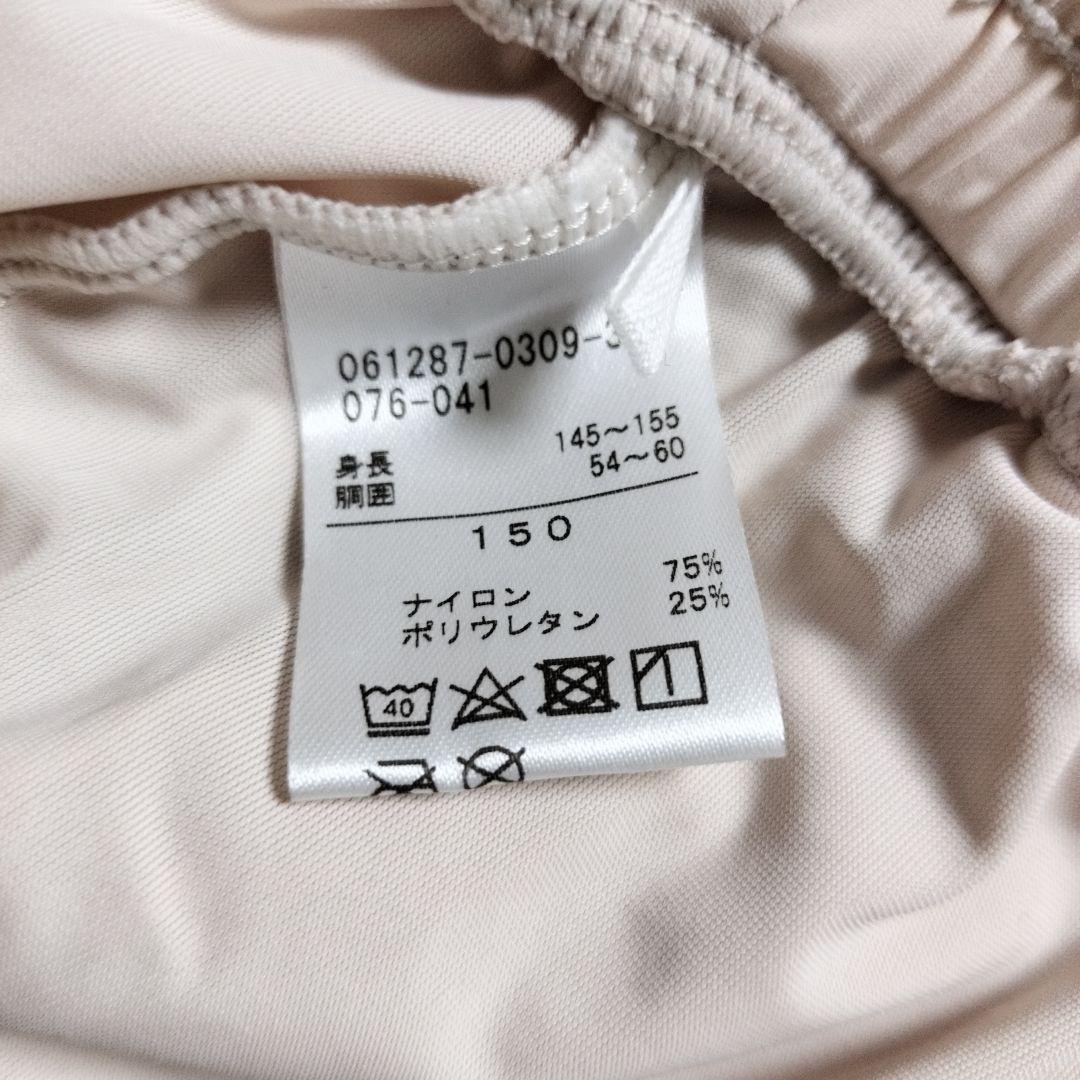 061287-0309-3
076-041
身長 145～155
胴囲 54～60
150
ナイロン 75%
ポリウレタン 25%
40